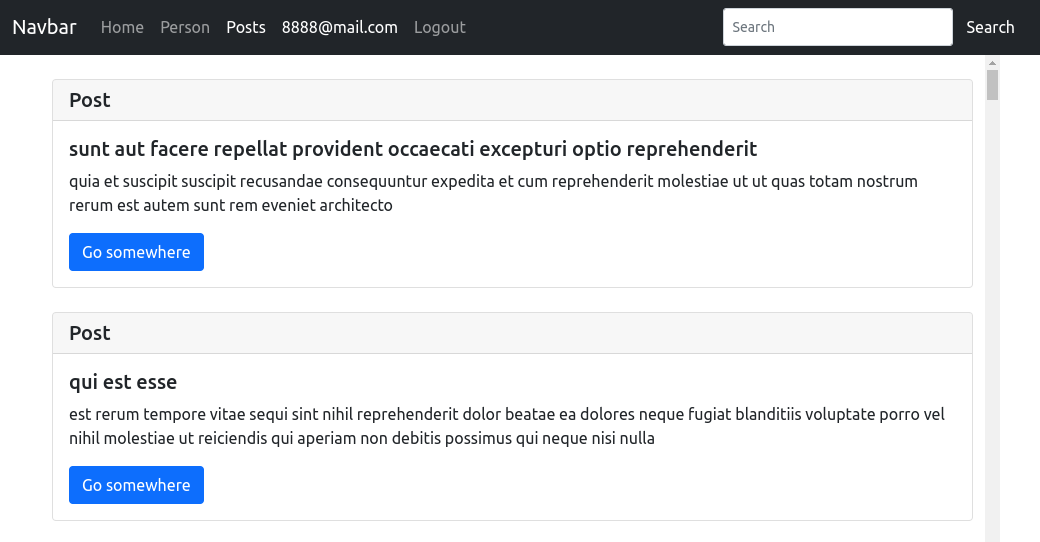 Navbar Home Person Posts 8888@mail.com Logout Search Search
Post
sunt aut facere repellat provident occaecati excepturi optio reprehenderit
quia et suscipit suscipit recusandae consequuntur expedita et cum reprehenderit molestiae ut ut quas totam nostrum
rerum est autem sunt rem eveniet architecto
Go somewhere
Post
qui est esse
est rerum tempore vitae sequi sint nihil reprehenderit dolor beatae ea dolores neque fugiat blanditiis voluptate porro vel
nihil molestiae ut reiciendis qui aperiam non debitis possimus qui neque nisi nulla
Go somewhere